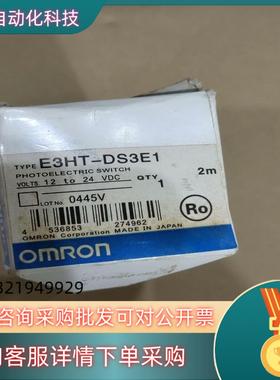 自动化科技
TYPE E3HT-DS3E1
PHOTOELECTRIC SWITCH
VOLTS 12 to 24 VDC QTY 1 2m
LOT No. 0445V
Ro
4 536853 274962
OMRON Corporation MADE IN JAPAN
OMRON
821949929
咨询采购批发可对公开票
客服详情下单采购